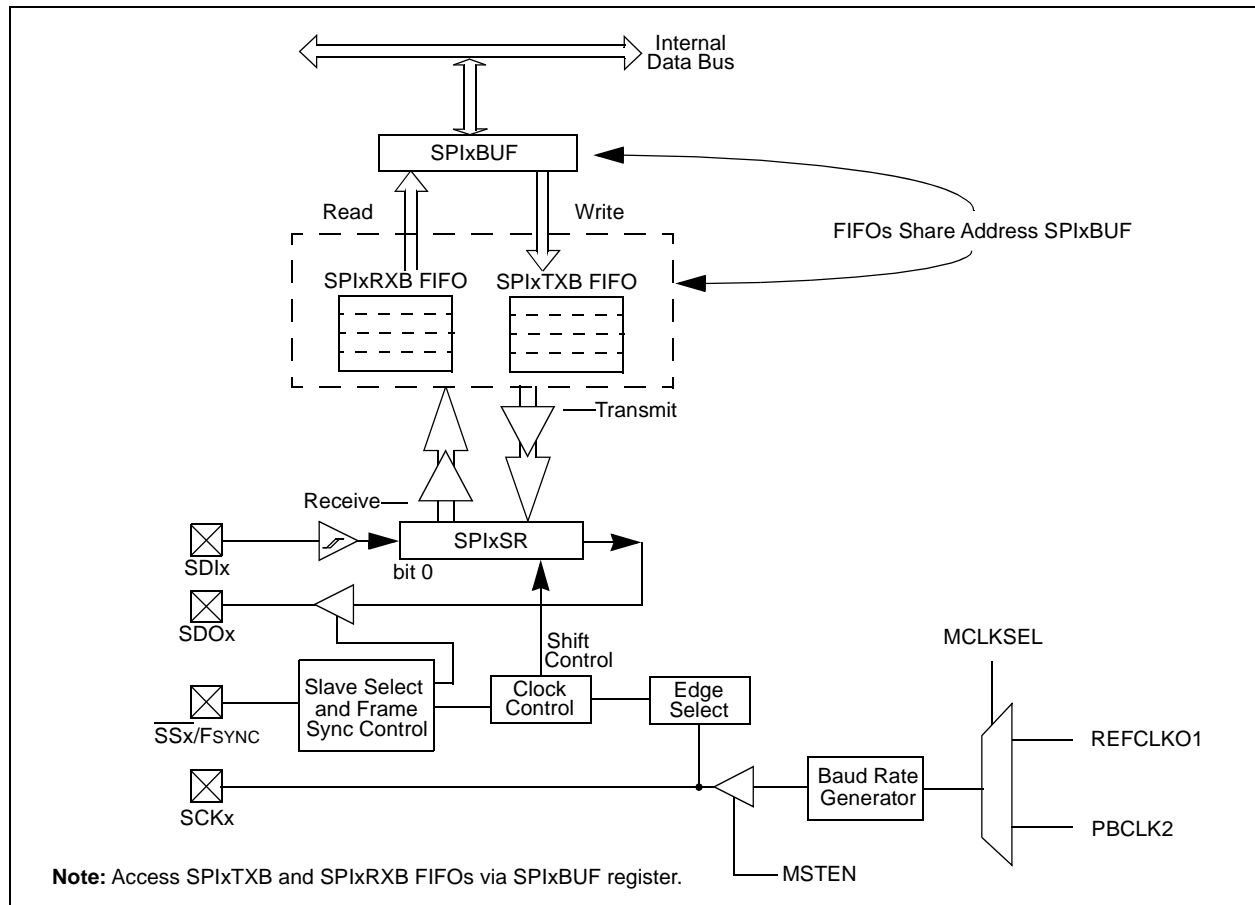 Internal
Data Bus
SPIxBUF
Read
Write
FIFOs Share Address SPIxBUF
SPIxRXB FIFO
SPIxTXB FIFO
Transmit
Receive
SPIxSR
SDIx
bit 0
SDOx
Shift
Control
MCLKSEL
Slave Select
and Frame
Sync Control
Clock
Control
Edge
Select
SSx/FSYNC
REFCLKO1
Baud Rate
Generator
SCKx
PBCLK2
MSTEN
Note: Access SPIxTXB and SPIxRXB FIFOs via SPIxBUF register.